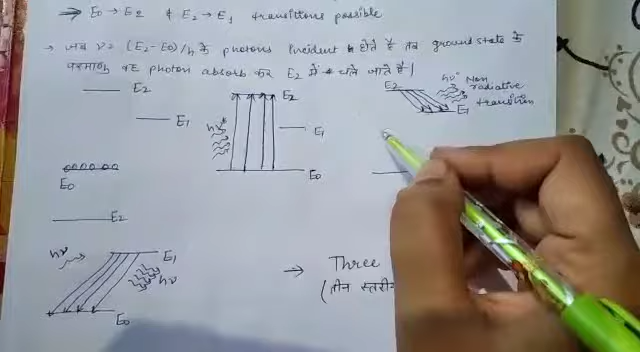 ⇒ E0 → E2 & E2 → E1 transitions possible
→ जब ν = (E2-E0)/h के photons incident होते हैं तब ground state के
परमाणु photon absorb कर E2 में चले जाते हैं।
E2
E1
E0
hν
E2
E1
E0
E2
hν
Non
radiative
transition
E1
E2
hν
E1
hν
E0
→ Three
(तीन स्तरीय